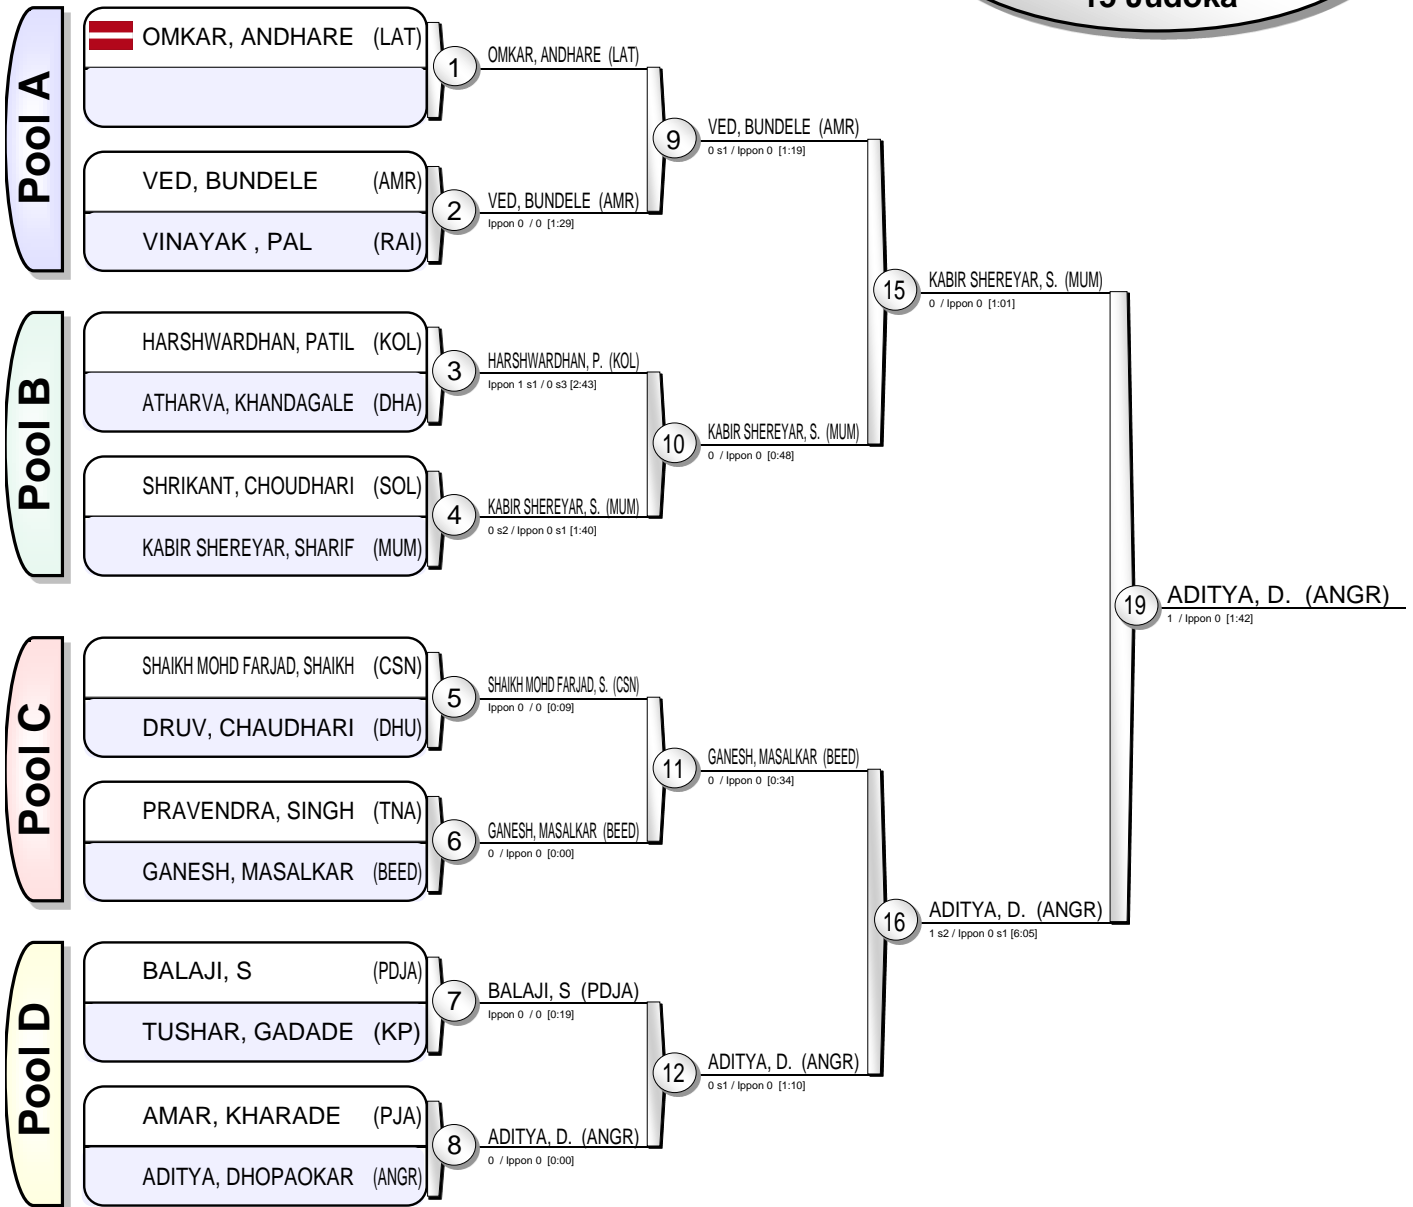 15 Judoka
Pool A
OMKAR, ANDHARE (LAT)
1
OMKAR, ANDHARE (LAT)
VED, BUNDELE (AMR)
VINAYAK , PAL (RAI)
2
VED, BUNDELE (AMR)
Ippon 0 / 0 [1:29]
9
VED, BUNDELE (AMR)
0 s1 / Ippon 0 [1:19]
Pool B
HARSHWARDHAN, PATIL (KOL)
ATHARVA, KHANDAGALE (DHA)
3
HARSHWARDHAN, P. (KOL)
Ippon 1 s1 / 0 s3 [2:43]
SHRIKANT, CHOUDHARI (SOL)
KABIR SHEREYAR, SHARIF (MUM)
4
KABIR SHEREYAR, S. (MUM)
0 s2 / Ippon 0 s1 [1:40]
10
KABIR SHEREYAR, S. (MUM)
0 / Ippon 0 [0:48]
15
KABIR SHEREYAR, S. (MUM)
0 / Ippon 0 [1:01]
Pool C
SHAIKH MOHD FARJAD, SHAIKH (CSN)
DRUV, CHAUDHARI (DHU)
5
SHAIKH MOHD FARJAD, S. (CSN)
Ippon 0 / 0 [0:09]
PRAVENDRA, SINGH (TNA)
GANESH, MASALKAR (BEED)
6
GANESH, MASALKAR (BEED)
0 / Ippon 0 [0:00]
11
GANESH, MASALKAR (BEED)
0 / Ippon 0 [0:34]
Pool D
BALAJI, S (PDJA)
TUSHAR, GADADE (KP)
7
BALAJI, S (PDJA)
Ippon 0 / 0 [0:19]
AMAR, KHARADE (PJA)
ADITYA, DHOPAOKAR (ANGR)
8
ADITYA, D. (ANGR)
0 / Ippon 0 [0:00]
12
ADITYA, D. (ANGR)
0 s1 / Ippon 0 [1:10]
16
ADITYA, D. (ANGR)
1 s2 / Ippon 0 s1 [6:05]
19
ADITYA, D. (ANGR)
1 / Ippon 0 [1:42]